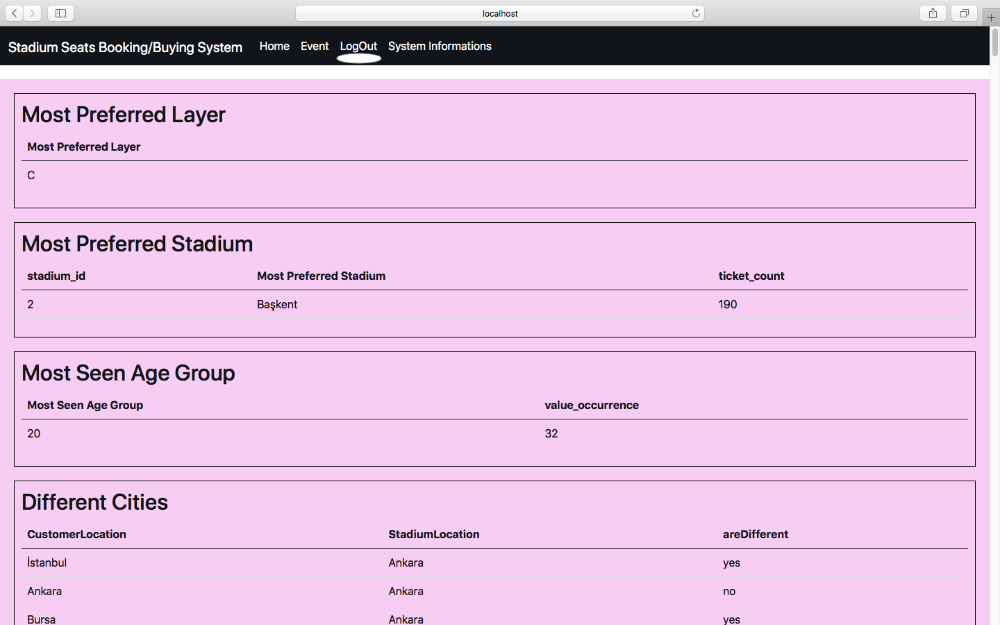 localhost
Stadium Seats Booking/Buying System Home Event LogOut System Informations
Most Preferred Layer
Most Preferred Layer
C
Most Preferred Stadium
stadium_id Most Preferred Stadium ticket_count
2 Başkent 190
Most Seen Age Group
Most Seen Age Group value_occurrence
20 32
Different Cities
CustomerLocation StadiumLocation areDifferent
İstanbul Ankara yes
Ankara Ankara no
Bursa Ankara yes